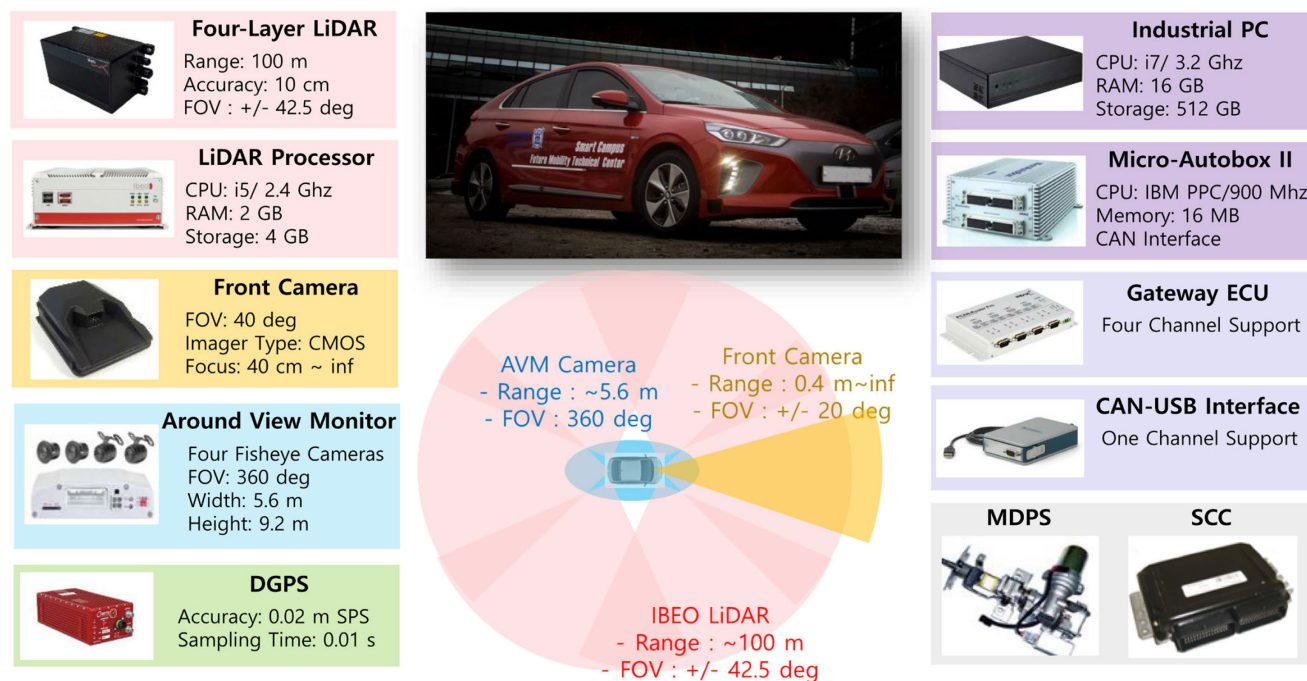 Four-Layer LiDAR
Range: 100 m
Accuracy: 10 cm
FOV : +/- 42.5 deg
LiDAR Processor
CPU: i5/ 2.4 Ghz
RAM: 2 GB
Storage: 4 GB
Front Camera
FOV: 40 deg
Imager Type: CMOS
Focus: 40 cm ~ inf
Around View Monitor
Four Fisheye Cameras
FOV: 360 deg
Width: 5.6 m
Height: 9.2 m
DGPS
Accuracy: 0.02 m SPS
Sampling Time: 0.01 s
Smart Campus
Future Mobility Technical Center
AVM Camera
- Range : ~5.6 m
- FOV : 360 deg
Front Camera
- Range : 0.4 m~inf
- FOV : +/- 20 deg
IBEO LiDAR
- Range : ~100 m
- FOV : +/- 42.5 deg
Industrial PC
CPU: i7/ 3.2 Ghz
RAM: 16 GB
Storage: 512 GB
Micro-Autobox II
CPU: IBM PPC/900 Mhz
Memory: 16 MB
CAN Interface
Gateway ECU
Four Channel Support
CAN-USB Interface
One Channel Support
MDPS
SCC